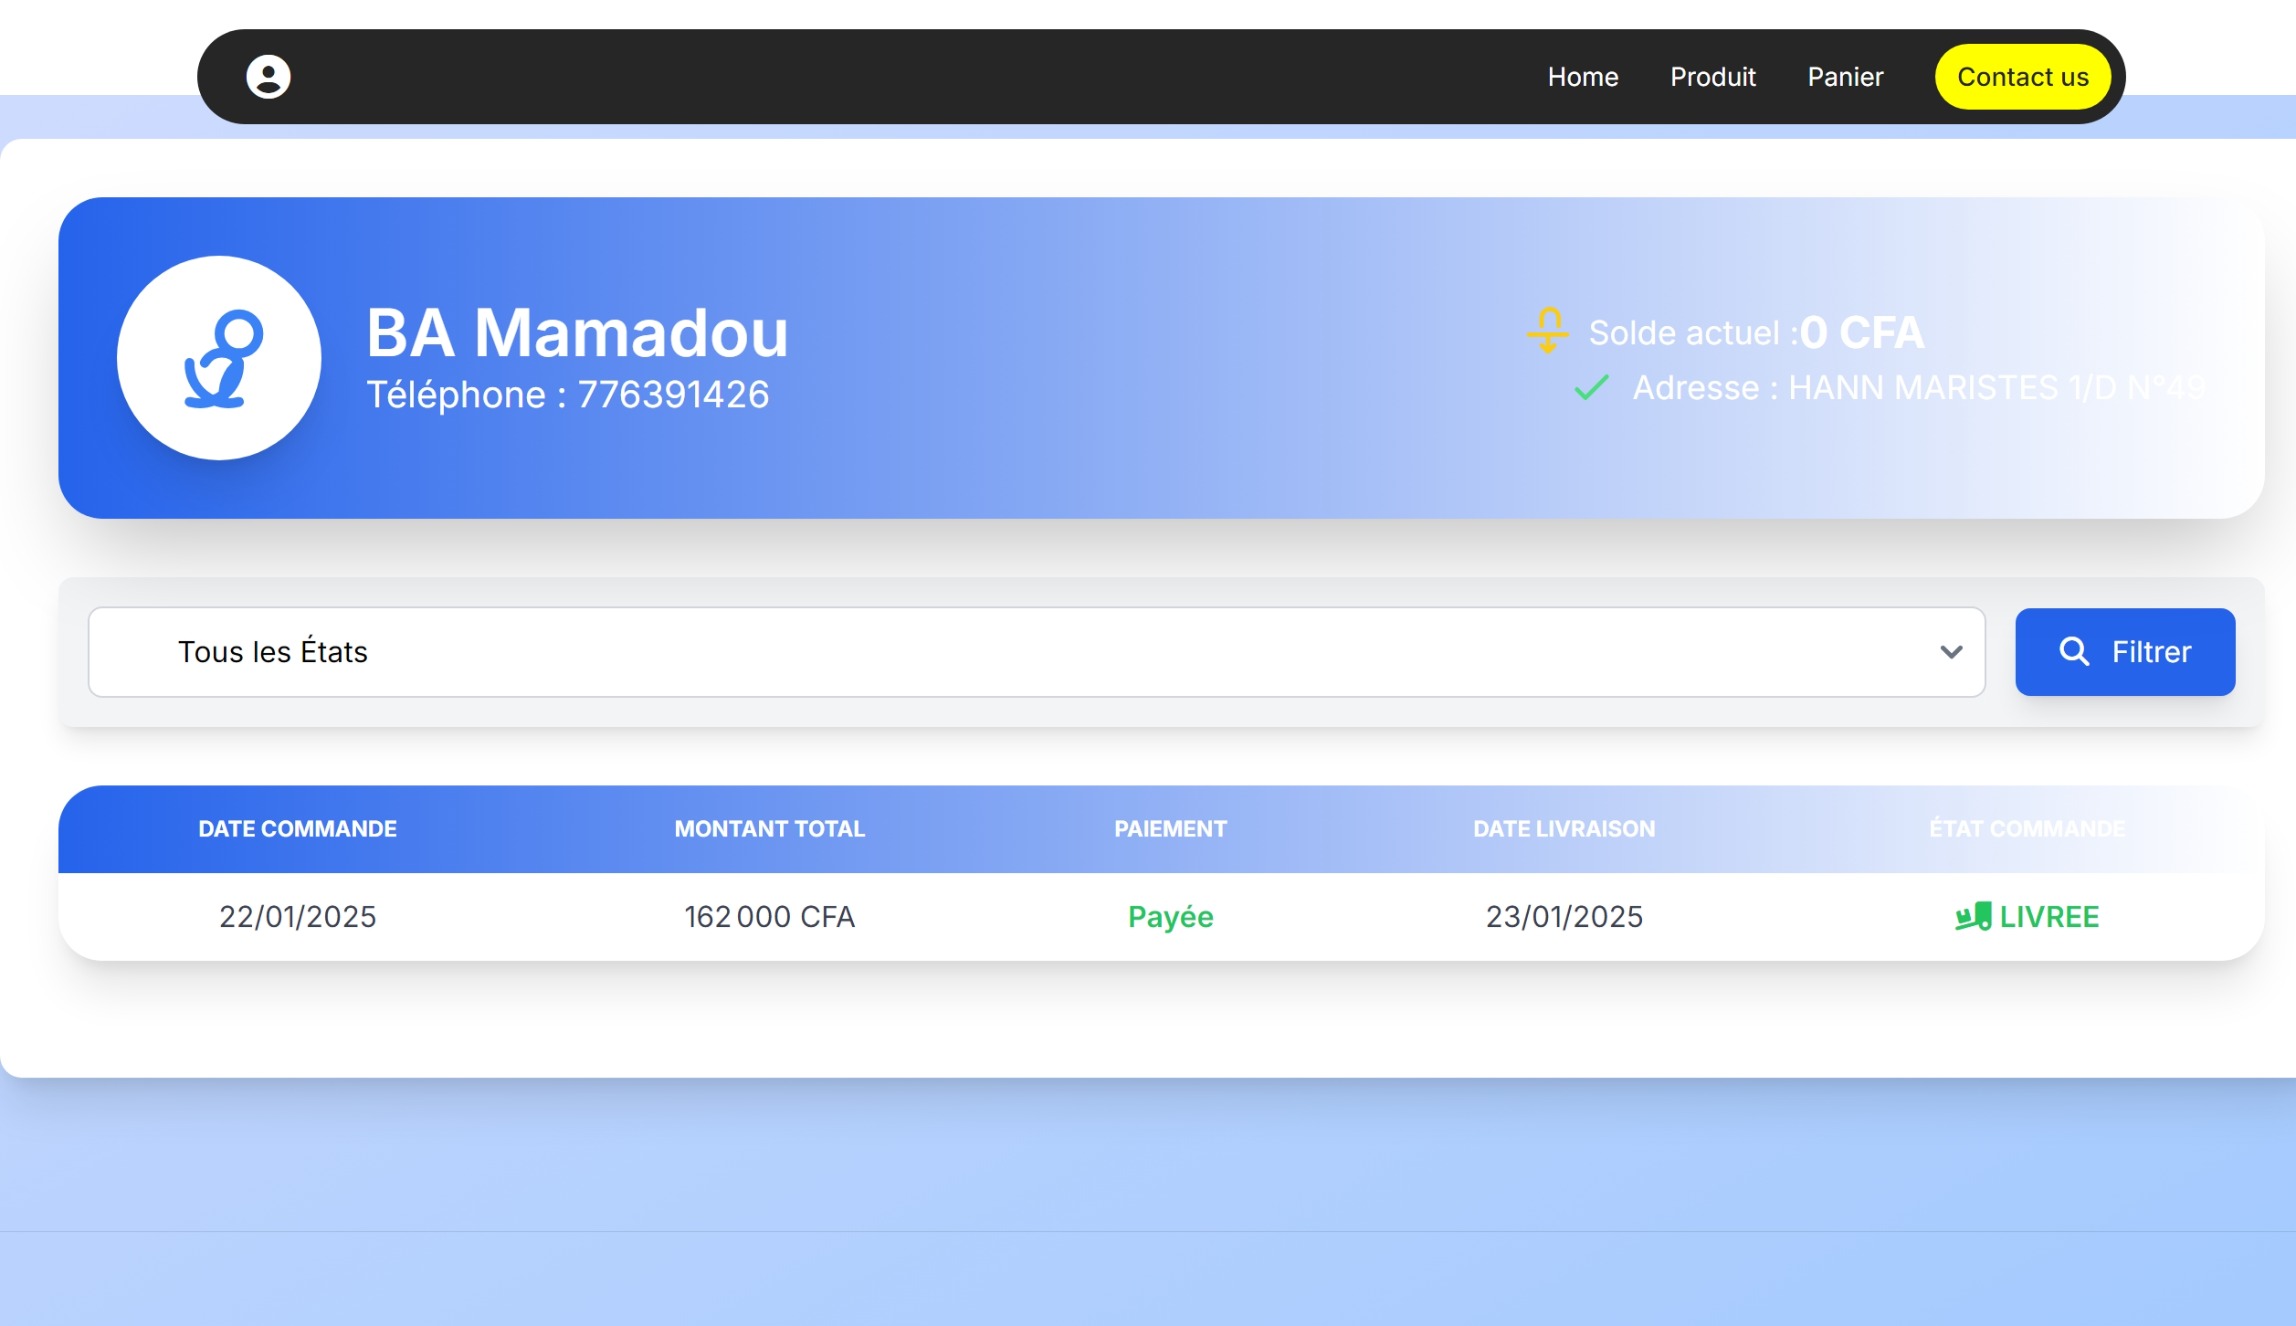 Home Produit Panier Contact us
BA Mamadou
Téléphone : 776391426
Solde actuel :0 CFA
Adresse : HANN MARISTES 1/D N°49
Tous les États
Filtrer
DATE COMMANDE MONTANT TOTAL PAIEMENT DATE LIVRAISON ÉTAT COMMANDE
22/01/2025 162 000 CFA Payée 23/01/2025 LIVREE